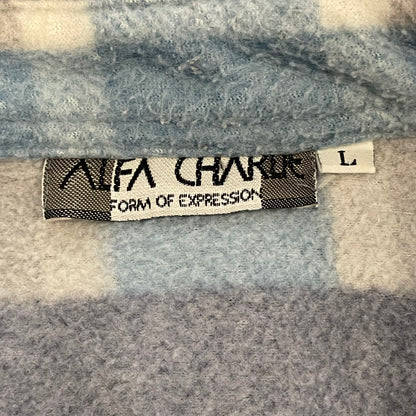 ALFA CHARLIE
L
FORM OF EXPRESSION